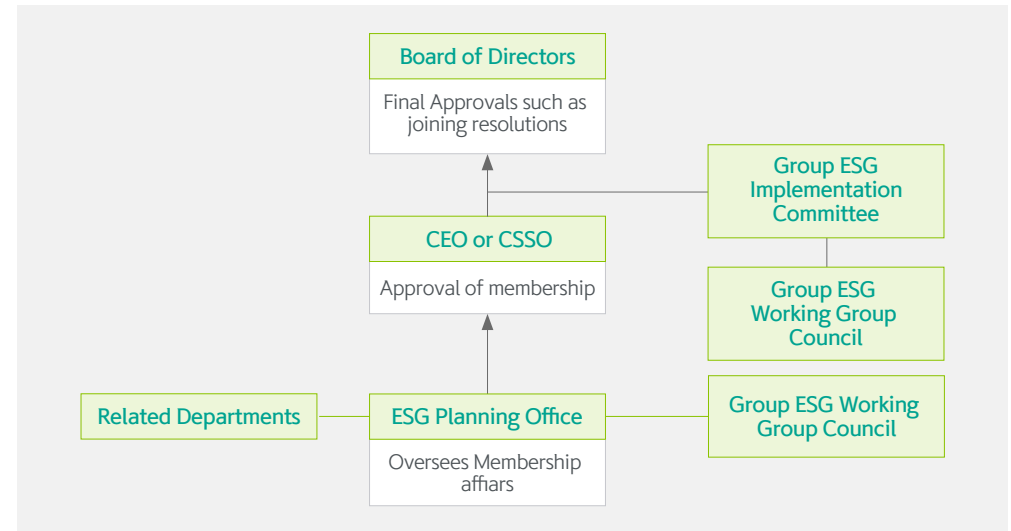 Board of Directors
Final Approvals such as
joining resolutions
Group ESG
Implementation
Committee
CEO or CSSO
Approval of membership
Group ESG
Working Group
Council
Related Departments
ESG Planning Office
Oversees Membership
affiars
Group ESG Working
Group Council